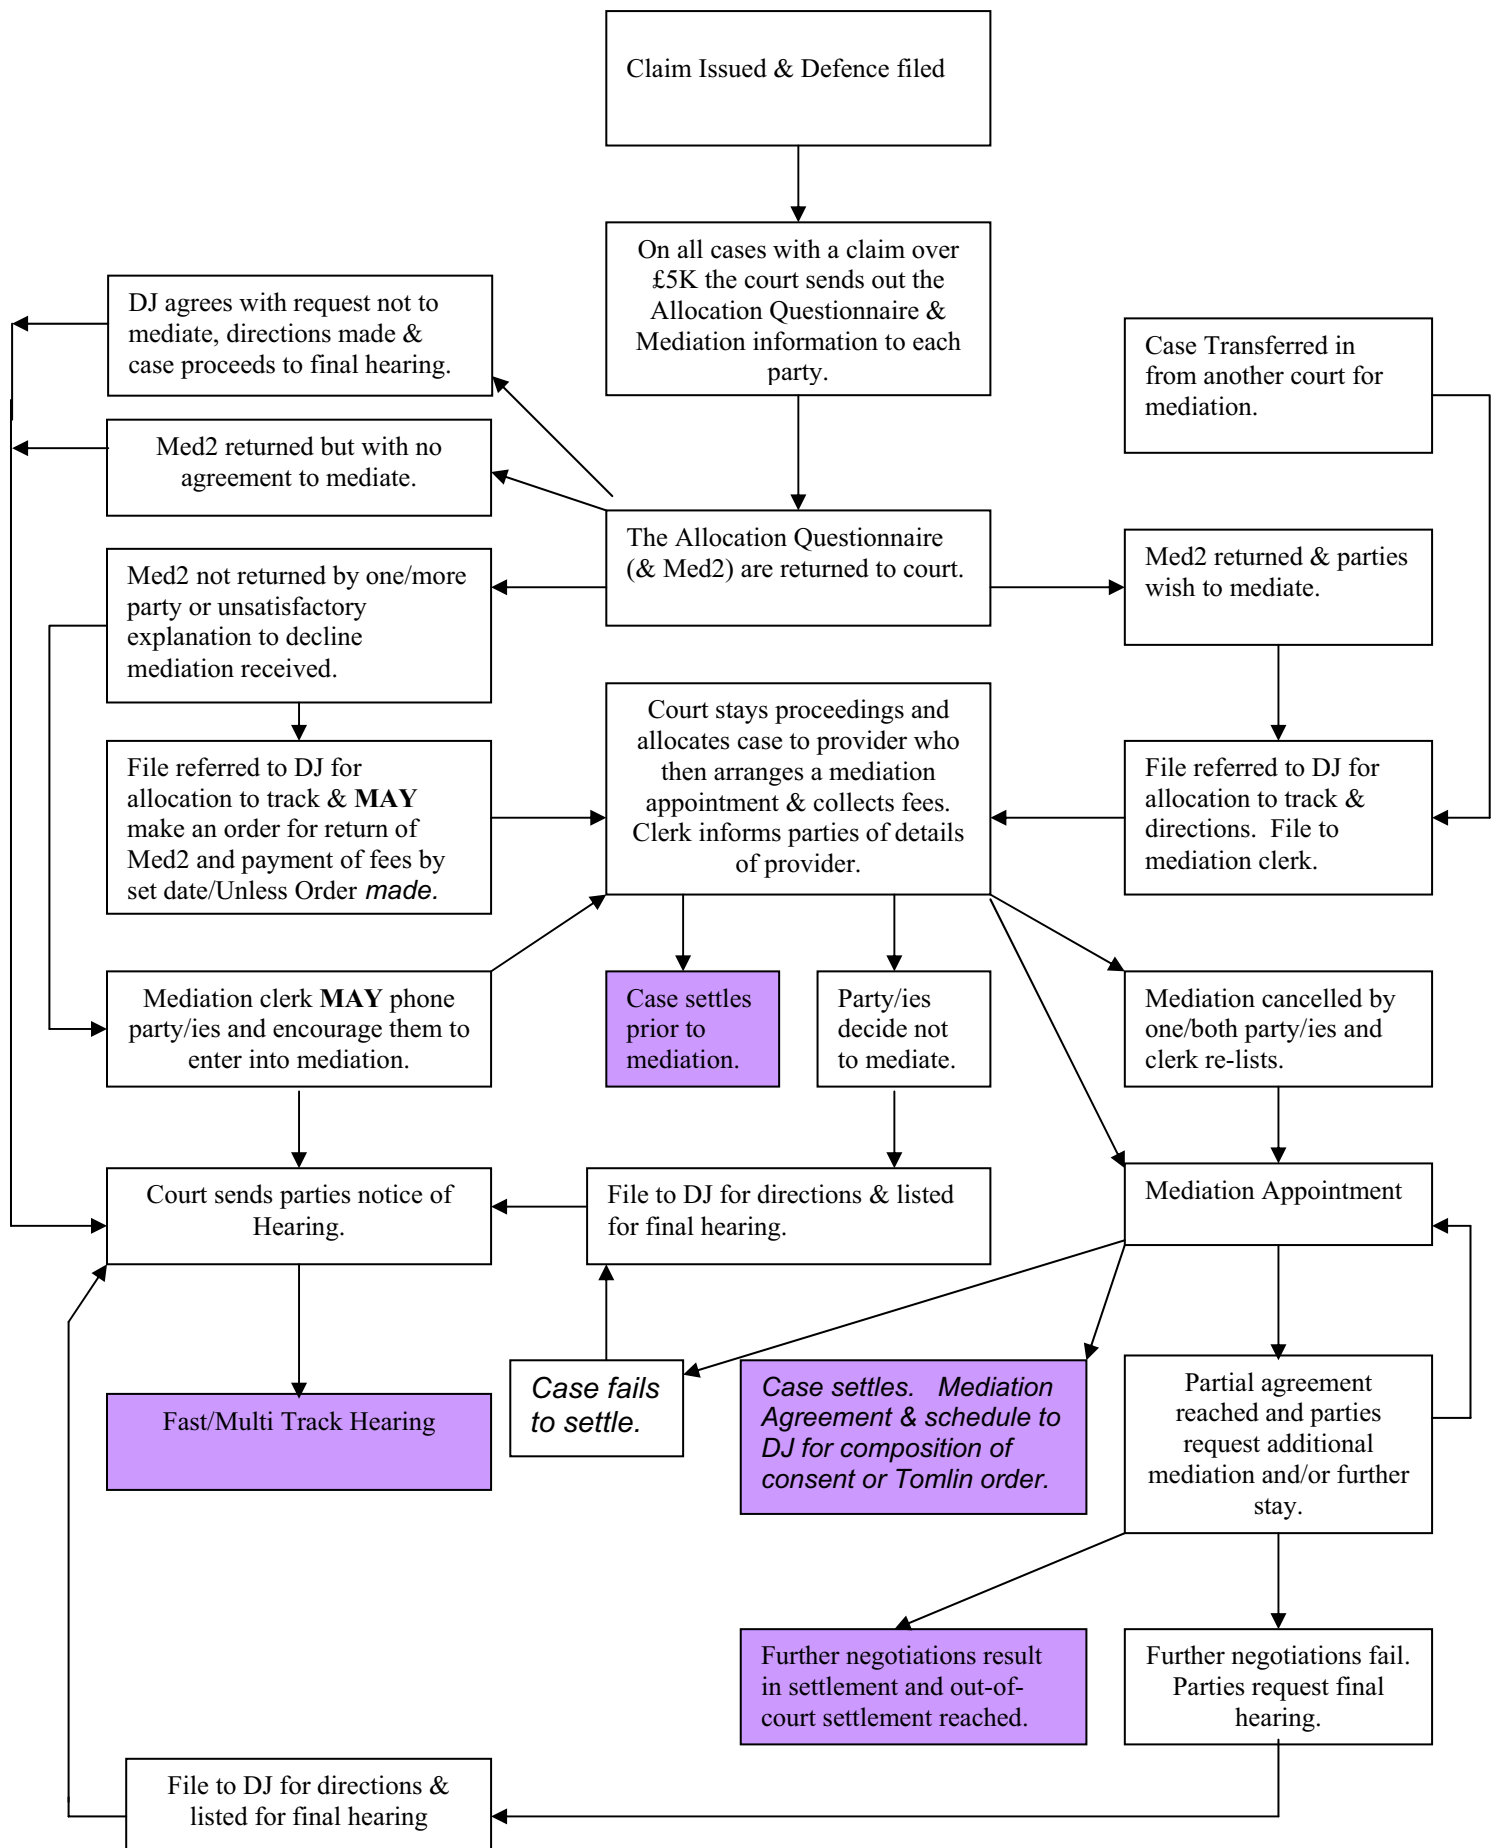 Claim Issued & Defence filed
On all cases with a claim over
£5K the court sends out the
Allocation Questionnaire &
Mediation information to each
party.
DJ agrees with request not to
mediate, directions made &
case proceeds to final hearing.
Case Transferred in
from another court for
mediation.
Med2 returned but with no
agreement to mediate.
The Allocation Questionnaire
(& Med2) are returned to court.
Med2 returned & parties
wish to mediate.
Med2 not returned by one/more
party or unsatisfactory
explanation to decline
mediation received.
Court stays proceedings and
allocates case to provider who
then arranges a mediation
appointment & collects fees.
Clerk informs parties of details
of provider.
File referred to DJ for
allocation to track & MAY
make an order for return of
Med2 and payment of fees by
set date/Unless Order made.
File referred to DJ for
allocation to track &
directions.  File to
mediation clerk.
Mediation clerk MAY phone
party/ies and encourage them to
enter into mediation.
Case settles
prior to
mediation.
Party/ies
decide not
to mediate.
Mediation cancelled by
one/both party/ies and
clerk re-lists.
Court sends parties notice of
Hearing.
File to DJ for directions & listed
for final hearing.
Mediation Appointment
Fast/Multi Track Hearing
Case fails
to settle.
Case settles.   Mediation
Agreement & schedule to
DJ for composition of
consent or Tomlin order.
Partial agreement
reached and parties
request additional
mediation and/or further
stay.
Further negotiations result
in settlement and out-of-
court settlement reached.
Further negotiations fail.
Parties request final
hearing.
File to DJ for directions &
listed for final hearing